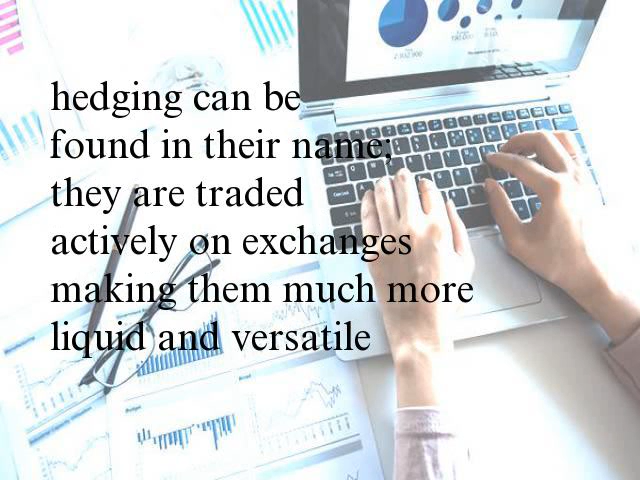 hedging can be
found in their name;
they are traded
actively on exchanges
making them much more
liquid and versatile